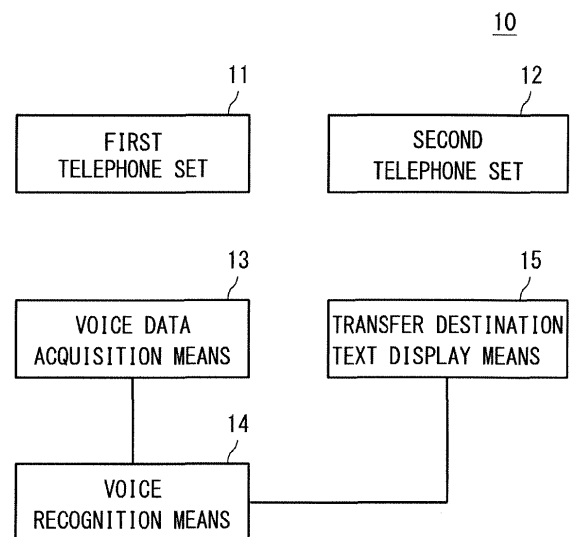 10
11
12
FIRST
TELEPHONE SET
SECOND
TELEPHONE SET
13
15
VOICE DATA
ACQUISITION MEANS
TRANSFER DESTINATION
TEXT DISPLAY MEANS
14
VOICE
RECOGNITION MEANS